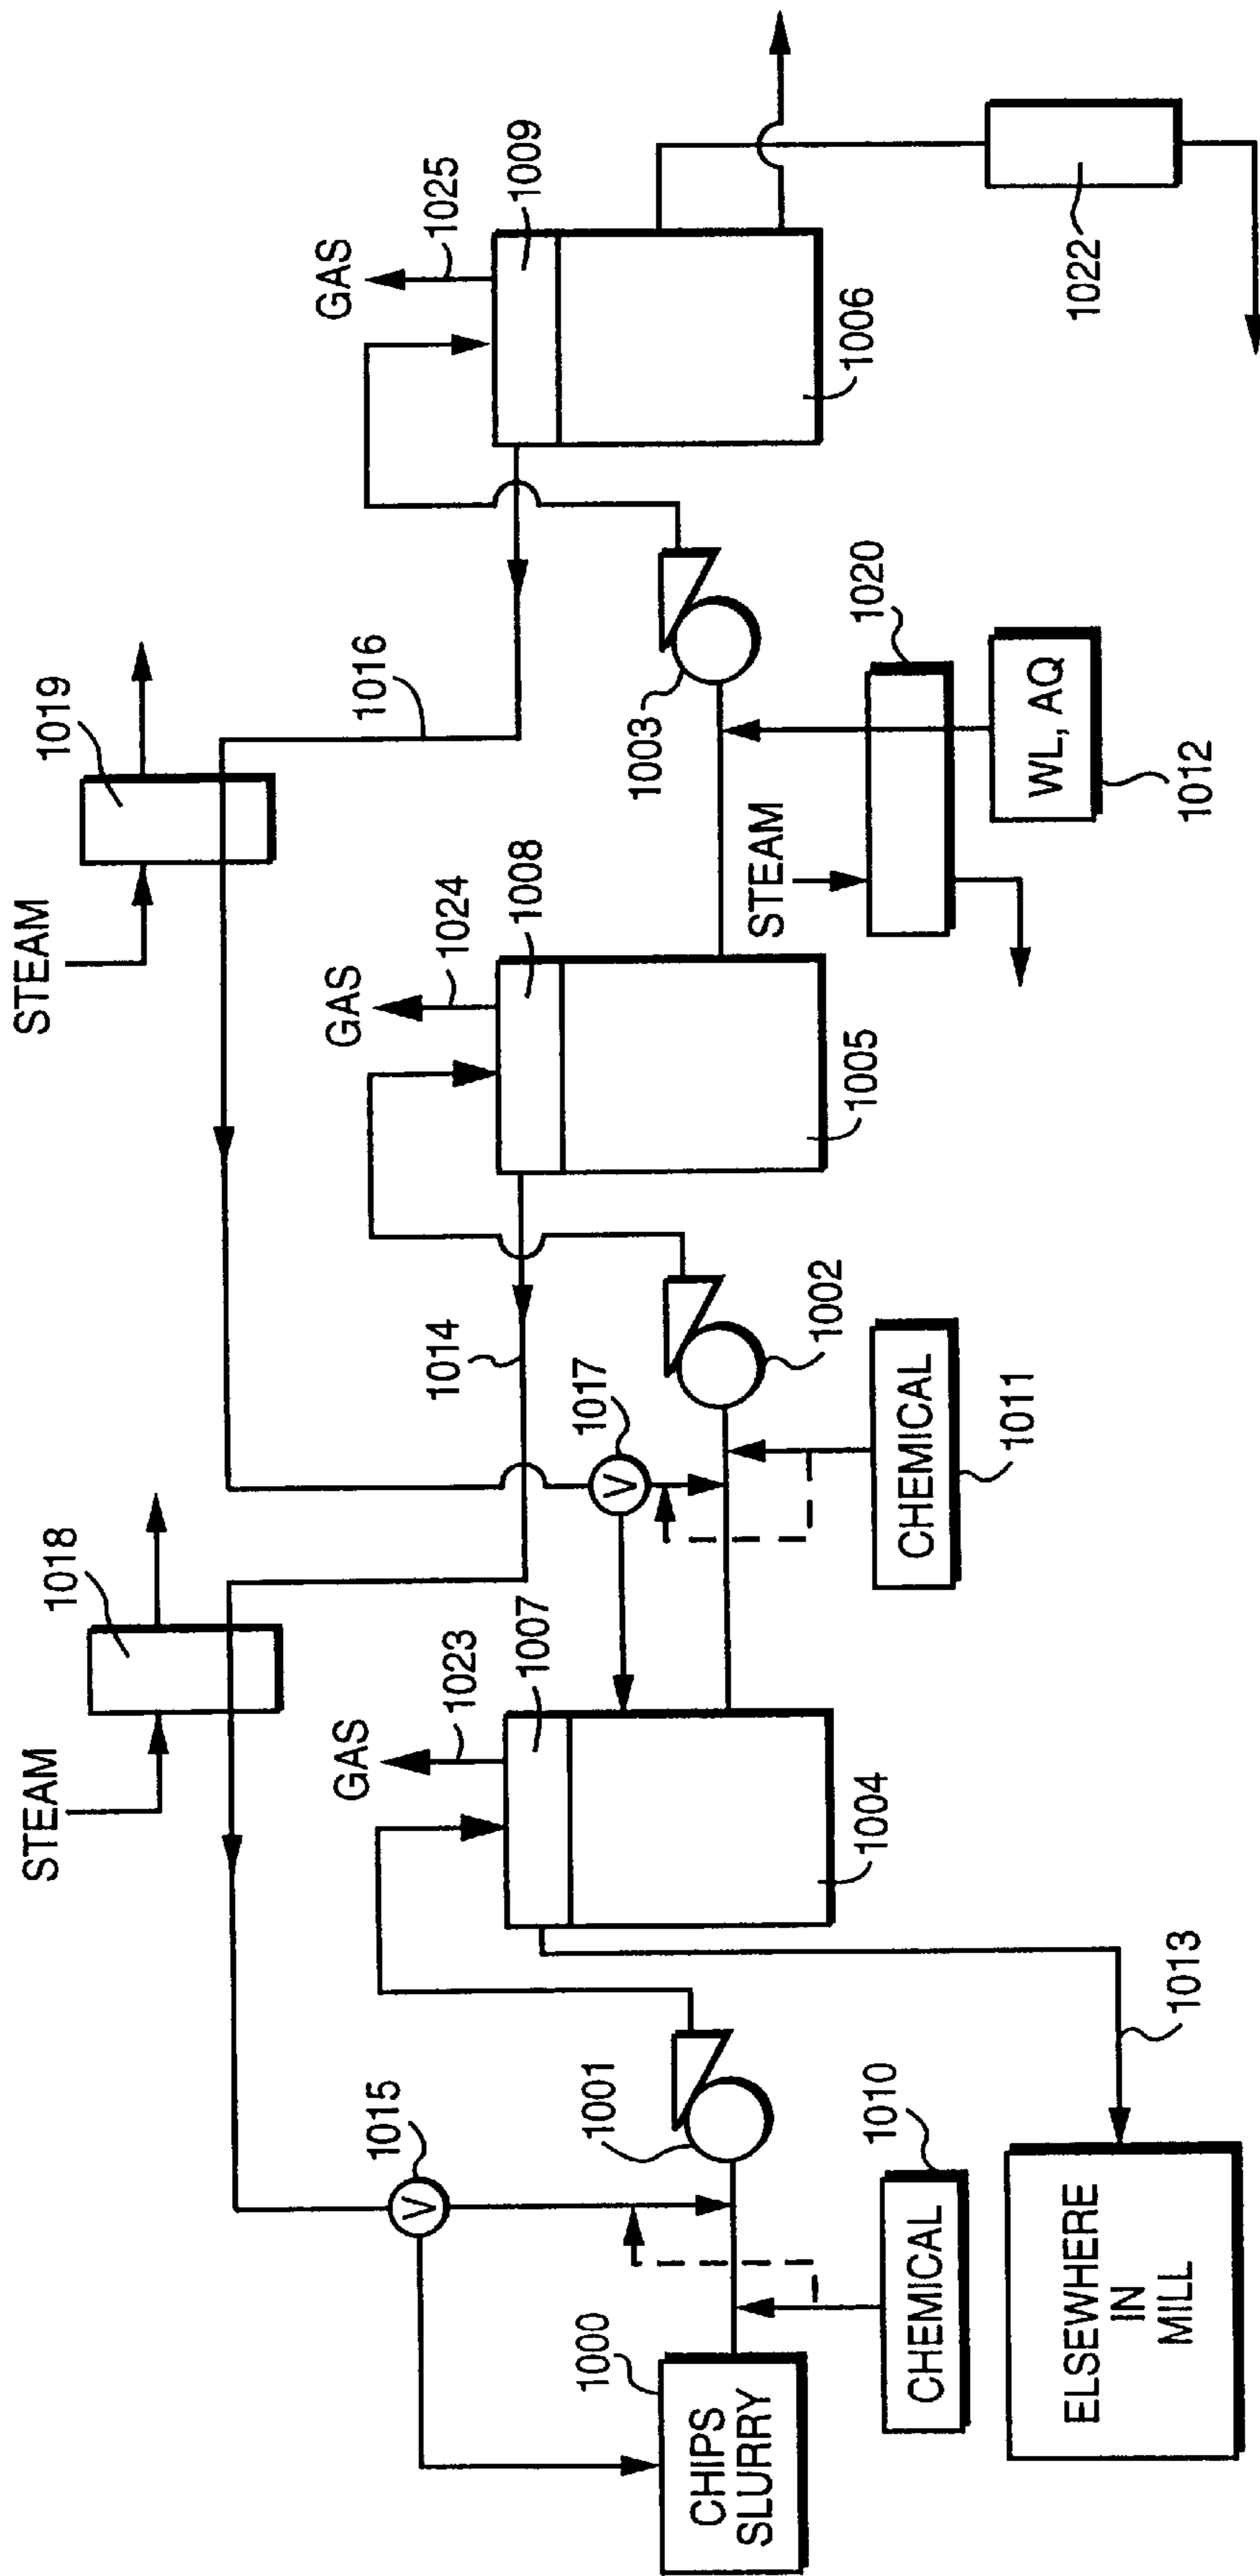 STEAM
1018
STEAM
1019
1015
GAS
1023
1007
1014
1017
GAS
1024
1008
1016
GAS
1025
1009
1000
CHIPS
SLURRY
1001
1004
1002
1005
1003
1006
1010
CHEMICAL
CHEMICAL
1011
STEAM
1020
WL, AQ
1012
1022
ELSEWHERE
IN
MILL
1013